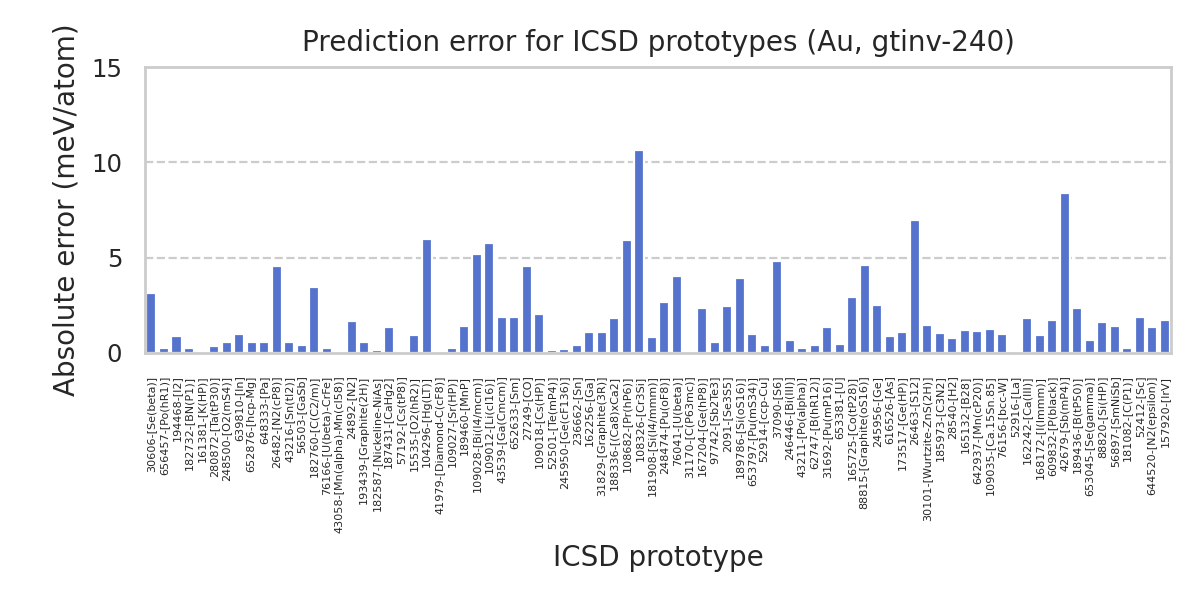 Prediction error for ICSD prototypes (Au, gtinv-240)
Absolute error (meV/atom)
15
10
5
0
30606-[Se(beta)]
656457-[Po(hR1)]
194468-[I2]
182732-[BN(P1)]
161381-[K(HP)]
280872-[Ta(tP30)]
248500-[O2(mS4)]
639810-[In]
652876-[hcp-Mg]
648333-[Pa]
26482-[N2(cP8)]
43216-[Sn(tI2)]
56503-[GaSb]
182760-[C(C2/m)]
76166-[U(beta)-CrFe]
43058-[Mn(alpha)-Mn(cI58)]
24892-[N2]
193439-[Graphite(2H)]
182587-[Nickeline-NiAs]
187431-[CaHg2]
57192-[Cs(tP8)]
15535-[O2(hR2)]
104296-[Hg(LT)]
41979-[Diamond-C(cF8)]
109027-[Sr(HP)]
189460-[MnP]
109028-[Bi(I4/mcm)]
109012-[Li(cI16)]
43539-[Ga(Cmcm)]
652633-[Sm]
27249-[CO]
109018-[Cs(HP)]
52501-[Te(mP4)]
245950-[Ge(cF136)]
236662-[Sn]
162256-[Ga]
31829-[Graphite(3R)]
188336-[(Ca8)xCa2]
108682-[Pr(hP6)]
108326-[Cr3Si]
181908-[Si(I4/mmm)]
248474-[Pu(oF8)]
76041-[U(beta)]
31170-[C(P63mc)]
167204-[Ge(hP8)]
97742-[Sb2Te3]
2091-[Se3S5]
189786-[Si(oS16)]
653797-[Pu(mS34)]
52914-[ccp-Cu]
37090-[S6]
246446-[Bi(III)]
43211-[Po(alpha)]
62747-[B(hR12)]
31692-[Pu(mP16)]
653381-[U]
165725-[Co(tP28)]
88815-[Graphite(oS16)]
245956-[Ge]
616526-[As]
173517-[Ge(HP)]
26463-[S12]
30101-[Wurtzite-ZnS(2H)]
185973-[C3N2]
28540-[H2]
165132-[B28]
642937-[Mn(cP20)]
109035-[Ca.15Sn.85]
76156-[bcc-W]
52916-[La]
162242-[Ca(III)]
168172-[I(Immm)]
609832-[P(black)]
42679-[Sb(mP4)]
189436-[B(tP50)]
653045-[Se(gamma)]
88820-[Si(HP)]
56897-[SmNiSb]
181082-[C(P1)]
52412-[Sc]
644520-[N2(epsilon)]
157920-[IrV]
ICSD prototype